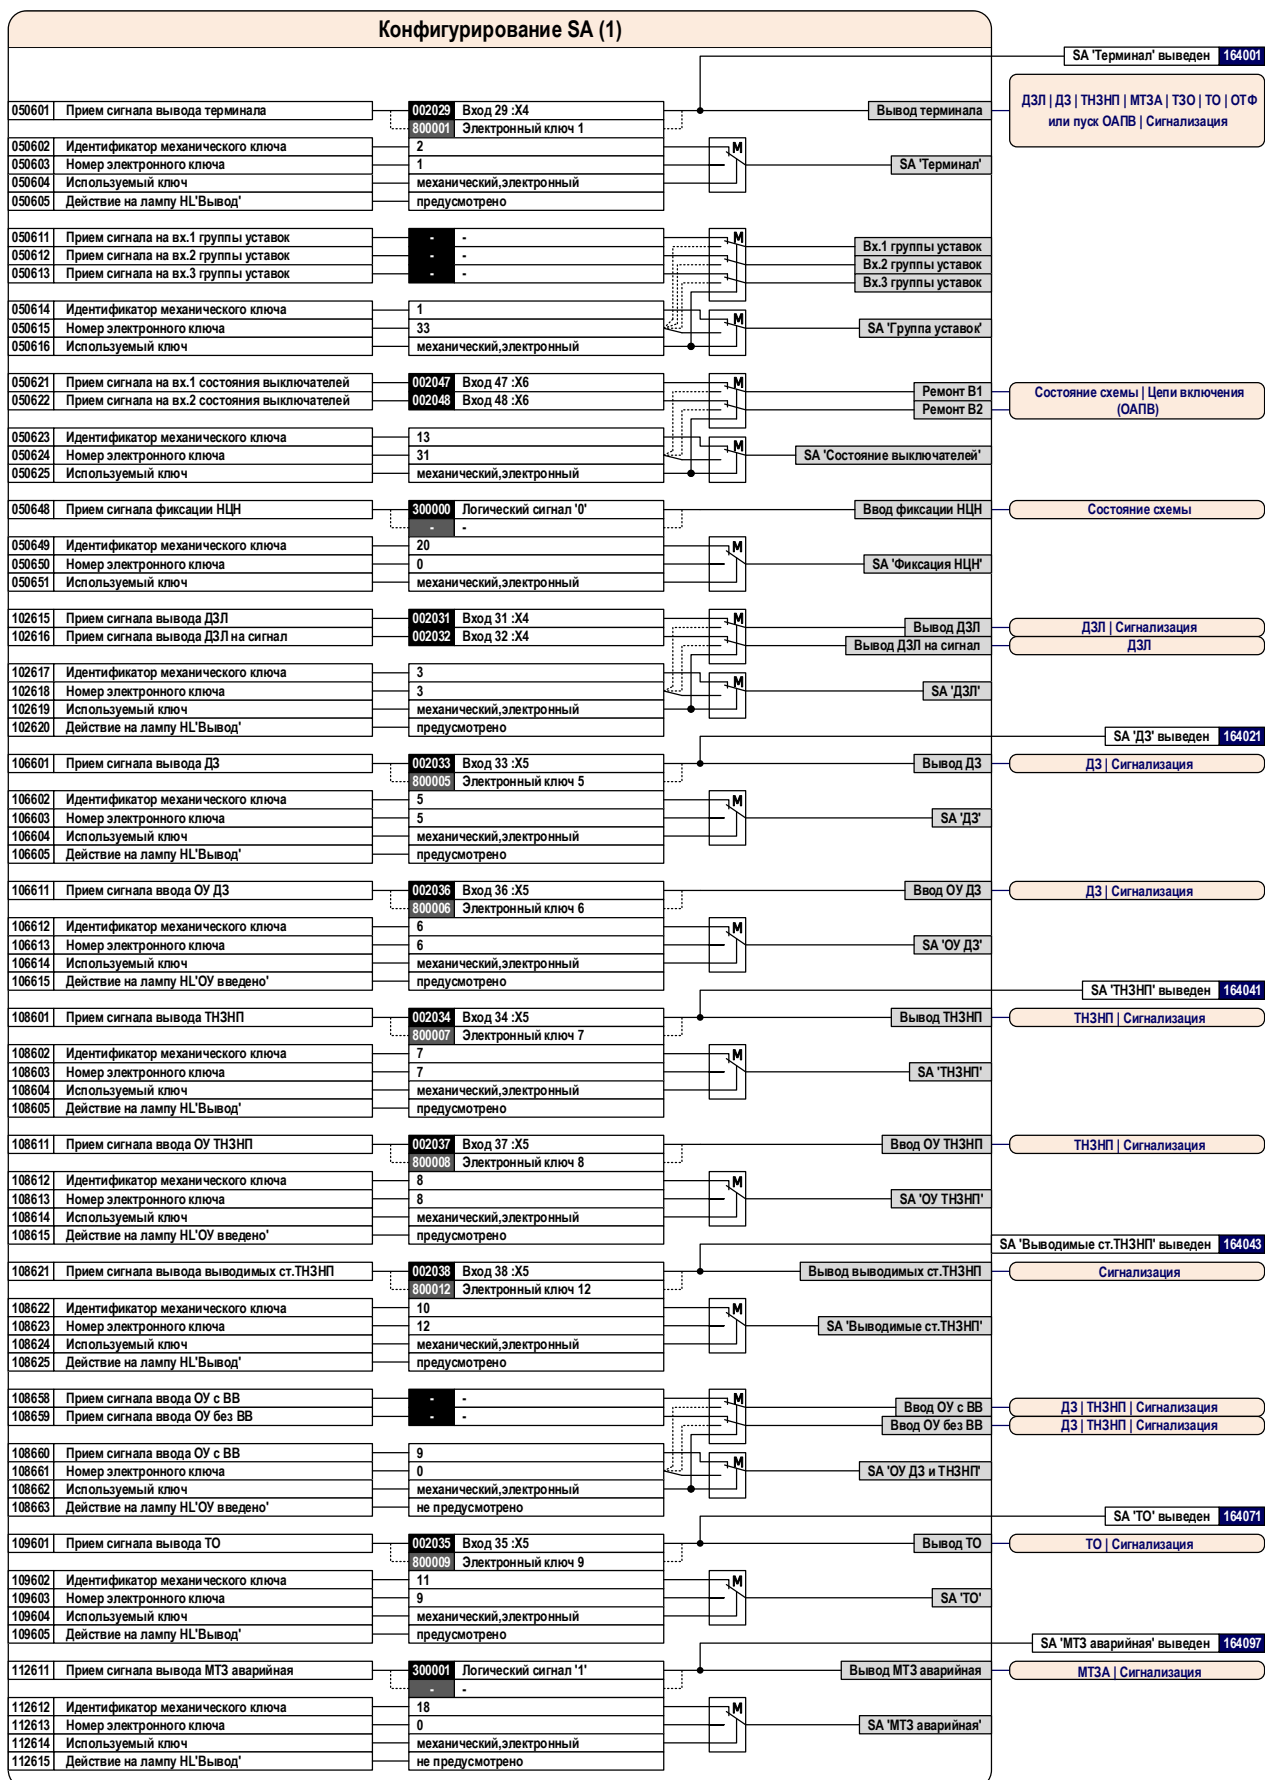 Конфигурирование SA (1)
SA 'Терминал' выведен 164001
ДЗЛ | ДЗ | ТНЗНП | МТЗА | ТЗО | ТО | ОТФ
или пуск ОАПВ | Сигнализация
050601 Прием сигнала вывода терминала 002029 Вход 29 :X4 Вывод терминала
800001 Электронный ключ 1
050602 Идентификатор механического ключа 2 M
050603 Номер электронного ключа 1 SA 'Терминал'
050604 Используемый ключ механический,электронный
050605 Действие на лампу HL'Вывод' предусмотрено
050611 Прием сигнала на вх.1 группы уставок - - M Вх.1 группы уставок
050612 Прием сигнала на вх.2 группы уставок - - Вх.2 группы уставок
050613 Прием сигнала на вх.3 группы уставок - - Вх.3 группы уставок
050614 Идентификатор механического ключа 1 M
050615 Номер электронного ключа 33 SA 'Группа уставок'
050616 Используемый ключ механический,электронный
050621 Прием сигнала на вх.1 состояния выключателей 002047 Вход 47 :X6 M Ремонт В1 Состояние схемы | Цепи включения
050622 Прием сигнала на вх.2 состояния выключателей 002048 Вход 48 :X6 Ремонт В2 (ОАПВ)
050623 Идентификатор механического ключа 13 M
050624 Номер электронного ключа 31 SA 'Состояние выключателей'
050625 Используемый ключ механический,электронный
050648 Прием сигнала фиксации НЦН 300000 Логический сигнал '0' Ввод фиксации НЦН Состояние схемы
- -
050649 Идентификатор механического ключа 20 M
050650 Номер электронного ключа 0 SA 'Фиксация НЦН'
050651 Используемый ключ механический,электронный
102615 Прием сигнала вывода ДЗЛ 002031 Вход 31 :X4 M Вывод ДЗЛ ДЗЛ | Сигнализация
102616 Прием сигнала вывода ДЗЛ на сигнал 002032 Вход 32 :X4 Вывод ДЗЛ на сигнал ДЗЛ
102617 Идентификатор механического ключа 3 M
102618 Номер электронного ключа 3 SA 'ДЗЛ'
102619 Используемый ключ механический,электронный
102620 Действие на лампу HL'Вывод' предусмотрено
SA 'ДЗ' выведен 164021
106601 Прием сигнала вывода ДЗ 002033 Вход 33 :X5 Вывод ДЗ ДЗ | Сигнализация
800005 Электронный ключ 5
106602 Идентификатор механического ключа 5 M
106603 Номер электронного ключа 5 SA 'ДЗ'
106604 Используемый ключ механический,электронный
106605 Действие на лампу HL'Вывод' предусмотрено
106611 Прием сигнала ввода ОУ ДЗ 002036 Вход 36 :X5 Ввод ОУ ДЗ ДЗ | Сигнализация
800006 Электронный ключ 6
106612 Идентификатор механического ключа 6 M
106613 Номер электронного ключа 6 SA 'ОУ ДЗ'
106614 Используемый ключ механический,электронный
106615 Действие на лампу HL'ОУ введено' предусмотрено
SA 'ТНЗНП' выведен 164041
108601 Прием сигнала вывода ТНЗНП 002034 Вход 34 :X5 Вывод ТНЗНП ТНЗНП | Сигнализация
800007 Электронный ключ 7
108602 Идентификатор механического ключа 7 M
108603 Номер электронного ключа 7 SA 'ТНЗНП'
108604 Используемый ключ механический,электронный
108605 Действие на лампу HL'Вывод' предусмотрено
108611 Прием сигнала ввода ОУ ТНЗНП 002037 Вход 37 :X5 Ввод ОУ ТНЗНП ТНЗНП | Сигнализация
800008 Электронный ключ 8
108612 Идентификатор механического ключа 8 M
108613 Номер электронного ключа 8 SA 'ОУ ТНЗНП'
108614 Используемый ключ механический,электронный
108615 Действие на лампу HL'ОУ введено' предусмотрено
SA 'Выводимые ст.ТНЗНП' выведен 164043
108621 Прием сигнала вывода выводимых ст.ТНЗНП 002038 Вход 38 :X5 Вывод выводимых ст.ТНЗНП Сигнализация
800012 Электронный ключ 12
108622 Идентификатор механического ключа 10 M
108623 Номер электронного ключа 12 SA 'Выводимые ст.ТНЗНП'
108624 Используемый ключ механический,электронный
108625 Действие на лампу HL'Вывод' предусмотрено
108658 Прием сигнала ввода ОУ с ВВ - - M Ввод ОУ с ВВ ДЗ | ТНЗНП | Сигнализация
108659 Прием сигнала ввода ОУ без ВВ - - Ввод ОУ без ВВ ДЗ | ТНЗНП | Сигнализация
108660 Прием сигнала ввода ОУ с ВВ 9 M
108661 Номер электронного ключа 0 SA 'ОУ ДЗ и ТНЗНП'
108662 Используемый ключ механический,электронный
108663 Действие на лампу HL'ОУ введено' не предусмотрено
SA 'ТО' выведен 164071
109601 Прием сигнала вывода ТО 002035 Вход 35 :X5 Вывод ТО ТО | Сигнализация
800009 Электронный ключ 9
109602 Идентификатор механического ключа 11 M
109603 Номер электронного ключа 9 SA 'ТО'
109604 Используемый ключ механический,электронный
109605 Действие на лампу HL'Вывод' предусмотрено
SA 'МТЗ аварийная' выведен 164097
112611 Прием сигнала вывода МТЗ аварийная 300001 Логический сигнал '1' Вывод МТЗ аварийная МТЗА | Сигнализация
- -
112612 Идентификатор механического ключа 18 M
112613 Номер электронного ключа 0 SA 'МТЗ аварийная'
112614 Используемый ключ механический,электронный
112615 Действие на лампу HL'Вывод' не предусмотрено